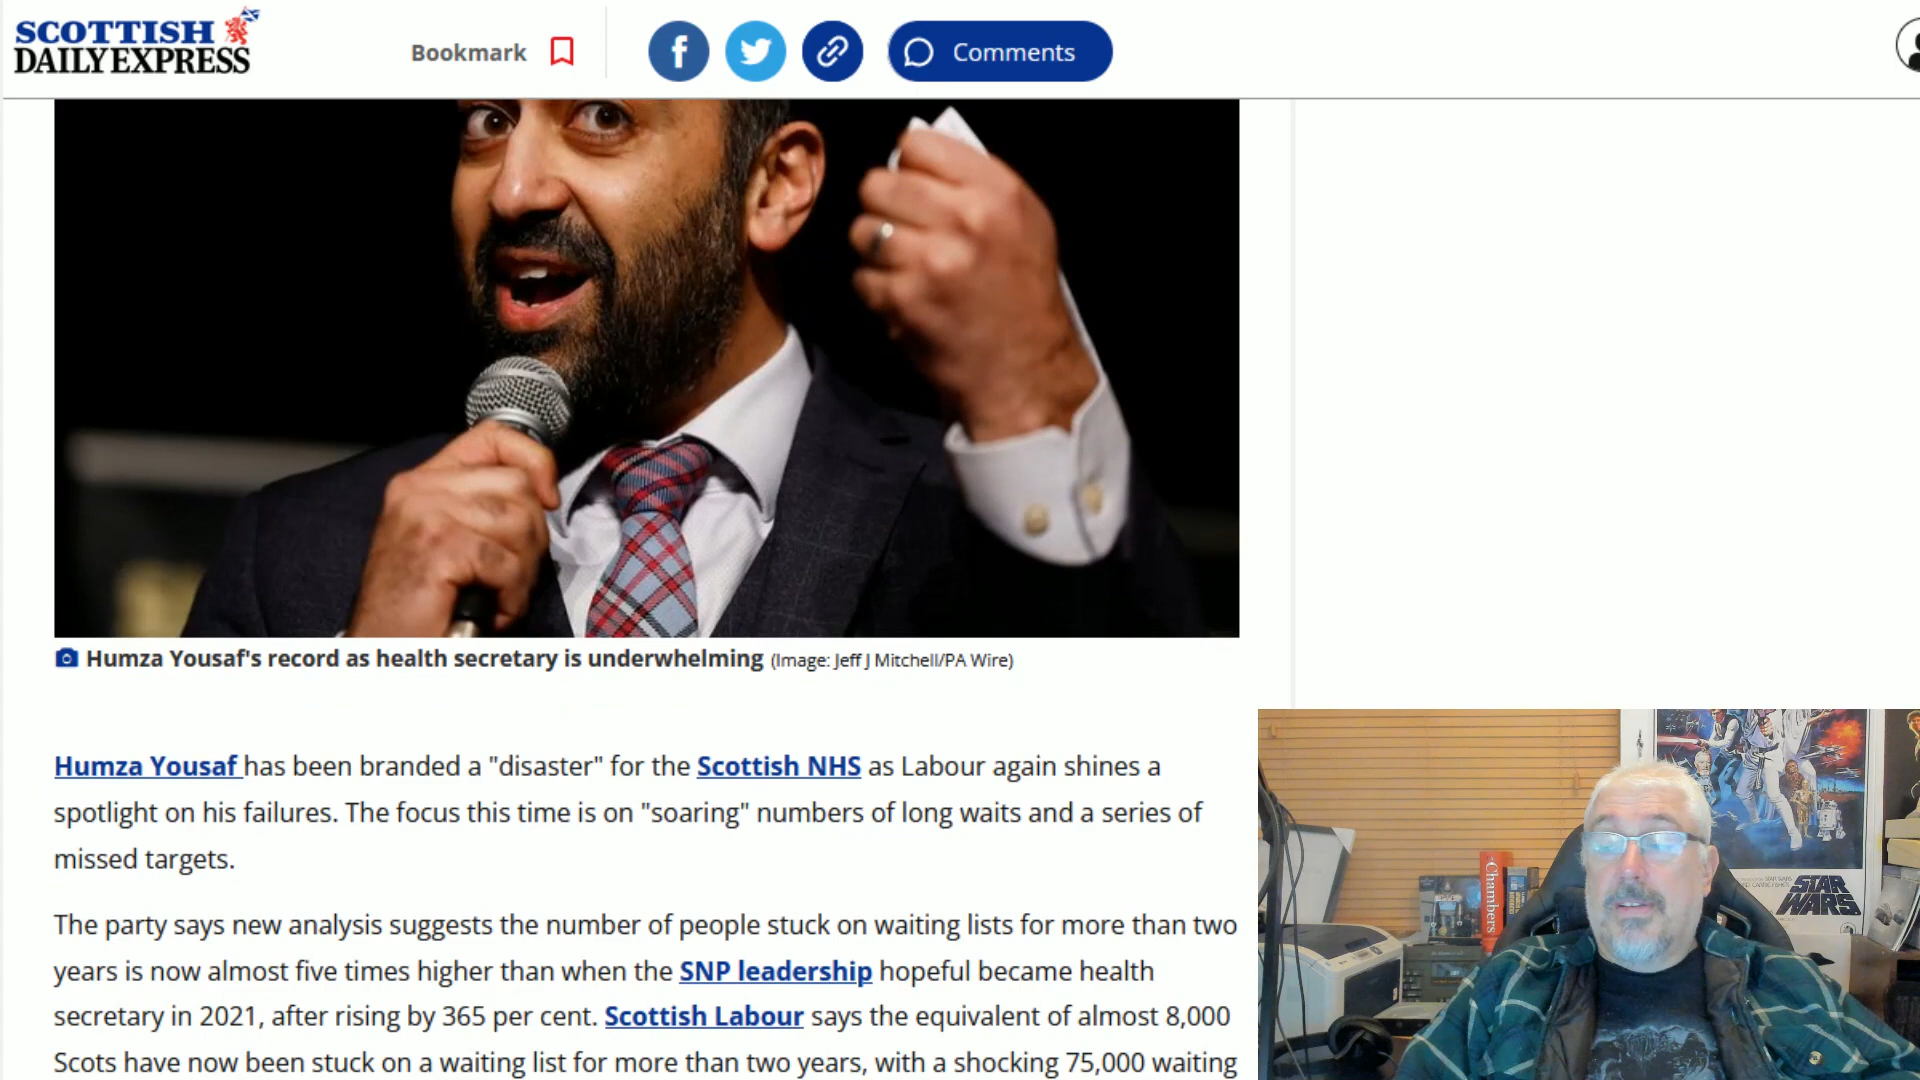 SCOTTISH
DAILY EXPRESS
Bookmark
Comments
Humza Yousaf's record as health secretary is underwhelming (Image: Jeff J Mitchell/PA Wire)
Humza Yousaf has been branded a "disaster" for the Scottish NHS as Labour again shines a
spotlight on his failures. The focus this time is on "soaring" numbers of long waits and a series of
missed targets.
The party says new analysis suggests the number of people stuck on waiting lists for more than two
years is now almost five times higher than when the SNP leadership hopeful became health
secretary in 2021, after rising by 365 per cent. Scottish Labour says the equivalent of almost 8,000
Scots have now been stuck on a waiting list for more than two years, with a shocking 75,000 waiting
Chambers
STAR
WARS